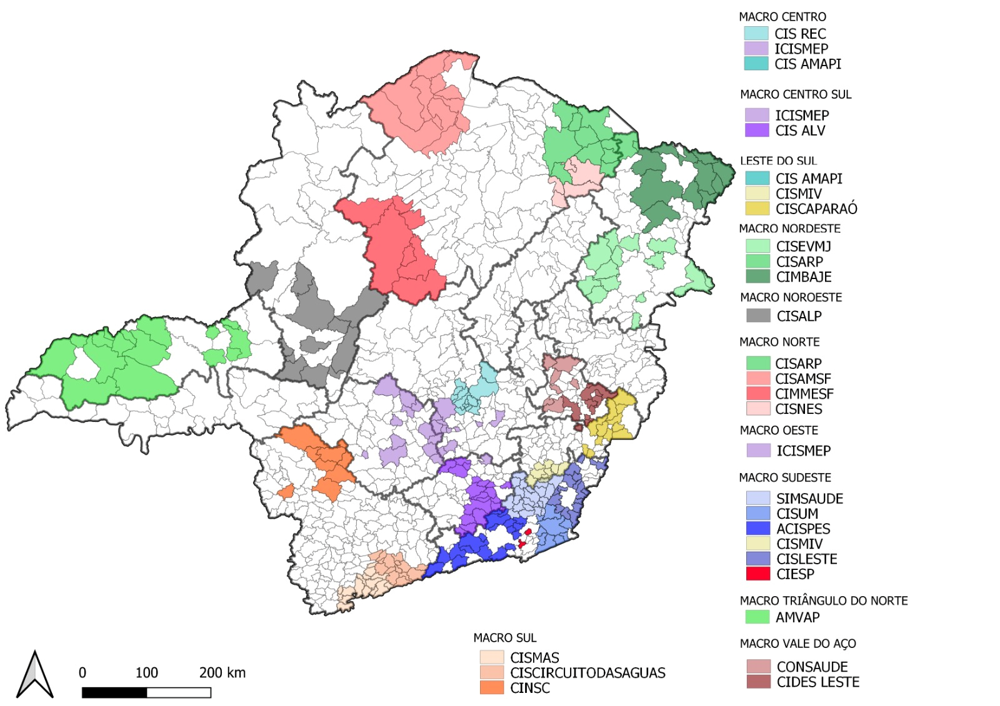 MACRO CENTRO
CIS REC
ICISMEP
CIS AMAPI
MACRO CENTRO SUL
ICISMEP
CIS ALV
LESTE DO SUL
CIS AMAPI
CISMIV
CISCAPARAÓ
MACRO NORDESTE
CISEVMJ
CISARP
CIMBAJE
MACRO NOROESTE
CISALP
MACRO NORTE
CISARP
CISAMSF
CIMMESF
CISNES
MACRO OESTE
ICISMEP
MACRO SUDESTE
SIMSAUDE
CISUM
ACISPES
CISMIV
CISLESTE
CIESP
MACRO TRIÂNGULO DO NORTE
AMVAP
MACRO VALE DO AÇO
CONSAUDE
CIDES LESTE
MACRO SUL
CISMAS
CISCIRCUITODASAGUAS
CINSC
0 100 200 km